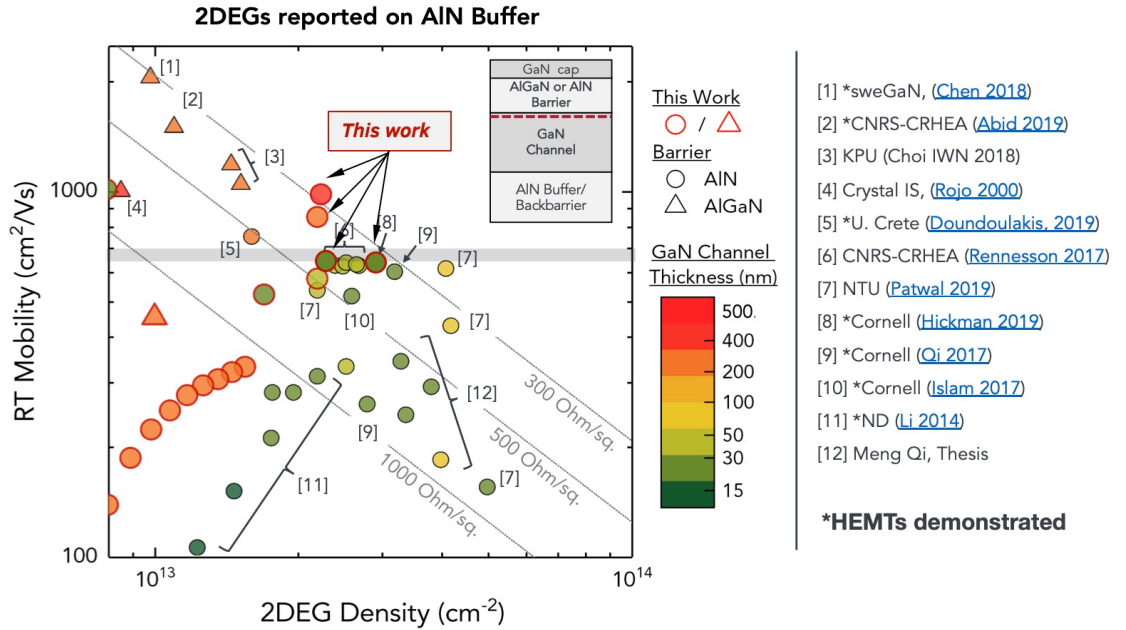 2DEGs reported on AlN Buffer
RT Mobility (cm2/Vs)
1000
100
1013
1014
2DEG Density (cm-2)
[1]
[2]
[3]
[4]
[5]
This work
[6]
[8]
[9]
[7]
[7]
[10]
[7]
[12]
[9]
[11]
[7]
300 Ohm/sq.
500 Ohm/sq.
1000 Ohm/sq.
GaN cap
AlGaN or AlN
Barrier
GaN
Channel
AlN Buffer/
Backbarrier
This Work
/
Barrier
AlN
AlGaN
GaN Channel
Thickness (nm)
500.
400
200
100
50
30
15
[1] *sweGaN, (Chen 2018)
[2] *CNRS-CRHEA (Abid 2019)
[3] KPU (Choi IWN 2018)
[4] Crystal IS, (Rojo 2000)
[5] *U. Crete (Doundoulakis, 2019)
[6] CNRS-CRHEA (Rennesson 2017)
[7] NTU (Patwal 2019)
[8] *Cornell (Hickman 2019)
[9] *Cornell (Qi 2017)
[10] *Cornell (Islam 2017)
[11] *ND (Li 2014)
[12] Meng Qi, Thesis
*HEMTs demonstrated